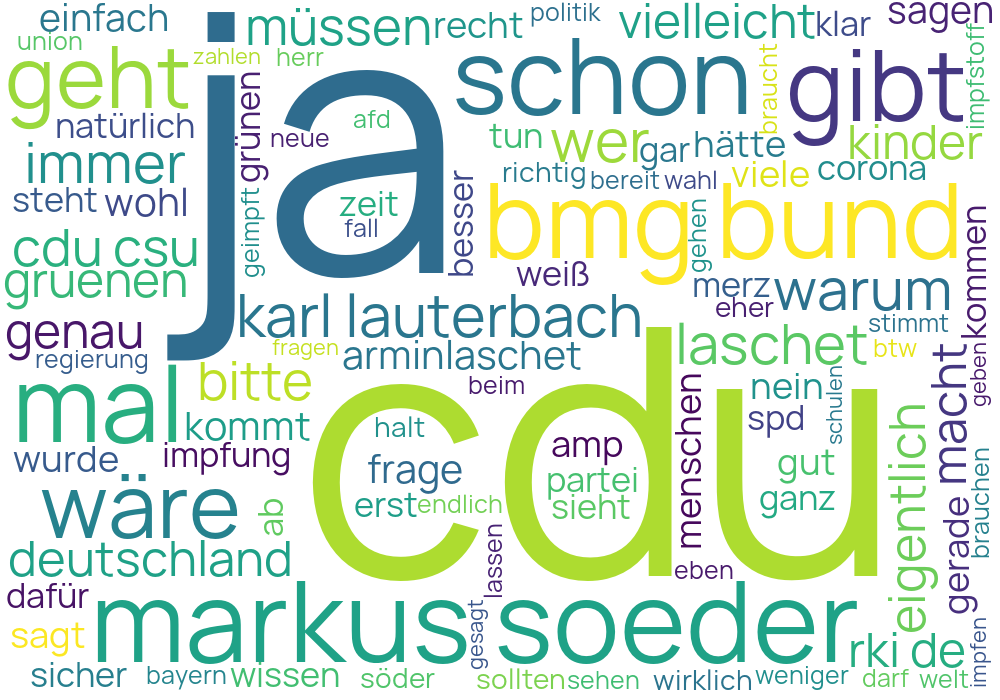 einfach
müssen
recht
politik
vielleicht
klar
sagen
union
geht
zahlen
herr
ja
schon
braucht
gibt
impfstoff
natürlich
grünen
neue
afd
tun
wer
gar
hätte
kinder
immer
richtig
bereit
wahl
viele
corona
steht
wohl
geimpft
zeit
fall
besser
bmg
gehen
bund
cdu csu
gruenen
weiß
merz
eher
warum
kommen
genau
karl lauterbach
stimmt
regierung
fragen
arminlaschet
laschet
btw
geben
mal
bitte
beim
cdu
menschen
nein
schulen
macht
kommt
halt
spd
wurde
impfung
frage
amp
gut
eigentlich
wäre
ab
erst
endlich
partei
sieht
ganz
gerade
brauchen
deutschland
lassen
eben
dafür
markus soeder
sagt
gesagt
rki de
impfen
sicher
bayern
wissen
söder
sollten
sehen
wirklich
weniger
darf
welt